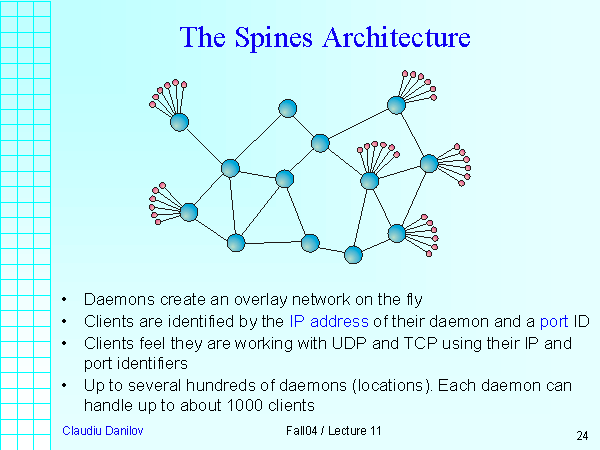 The Spines Architecture
• Daemons create an overlay network on the fly
• Clients are identified by the IP address of their daemon and a port ID
• Clients feel they are working with UDP and TCP using their IP and
port identifiers
• Up to several hundreds of daemons (locations). Each daemon can
handle up to about 1000 clients
Claudiu Danilov
Fall04 / Lecture 11
24